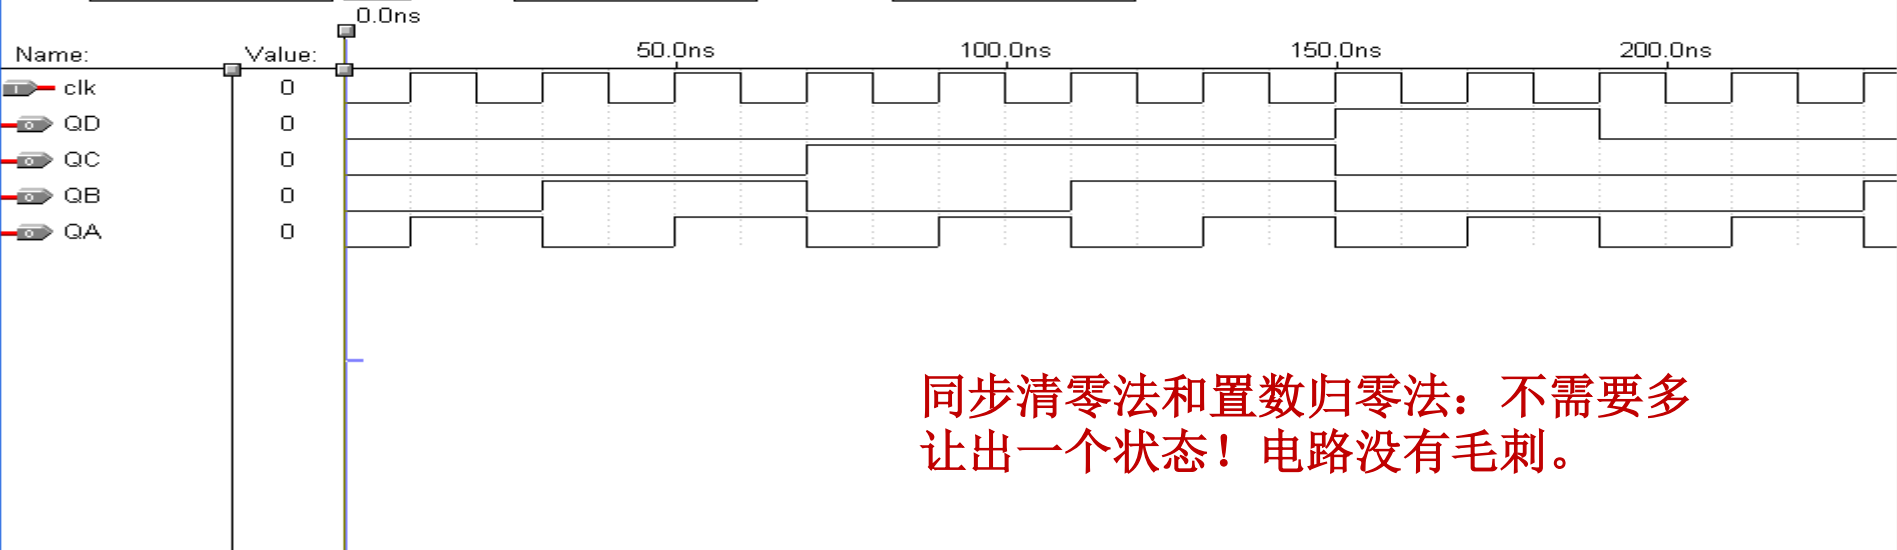 0.0ns
50.0ns 100.0ns 150.0ns 200.0ns
Name: Value:
clk 0
QD 0
QC 0
QB 0
QA 0
同步清零法和置数归零法：不需要多
让出一个状态！电路没有毛刺。